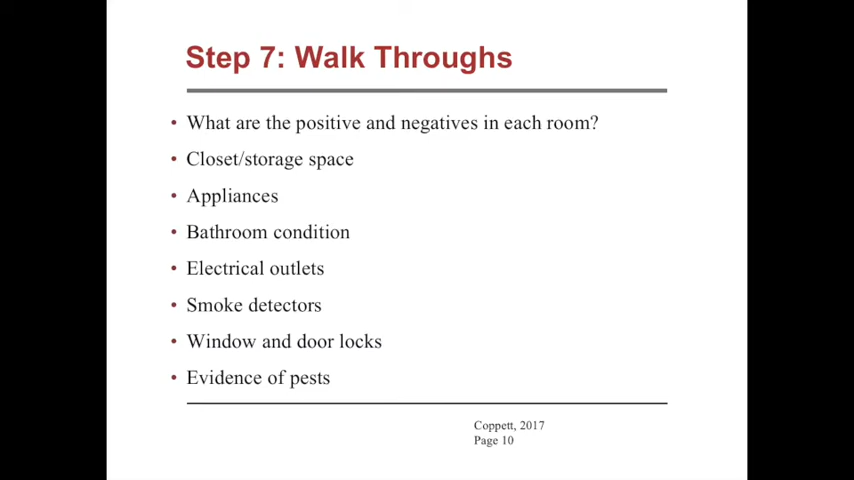 Step 7: Walk Throughs
• What are the positive and negatives in each room?
• Closet/storage space
• Appliances
• Bathroom condition
• Electrical outlets
• Smoke detectors
• Window and door locks
• Evidence of pests
Coppett, 2017
Page 10